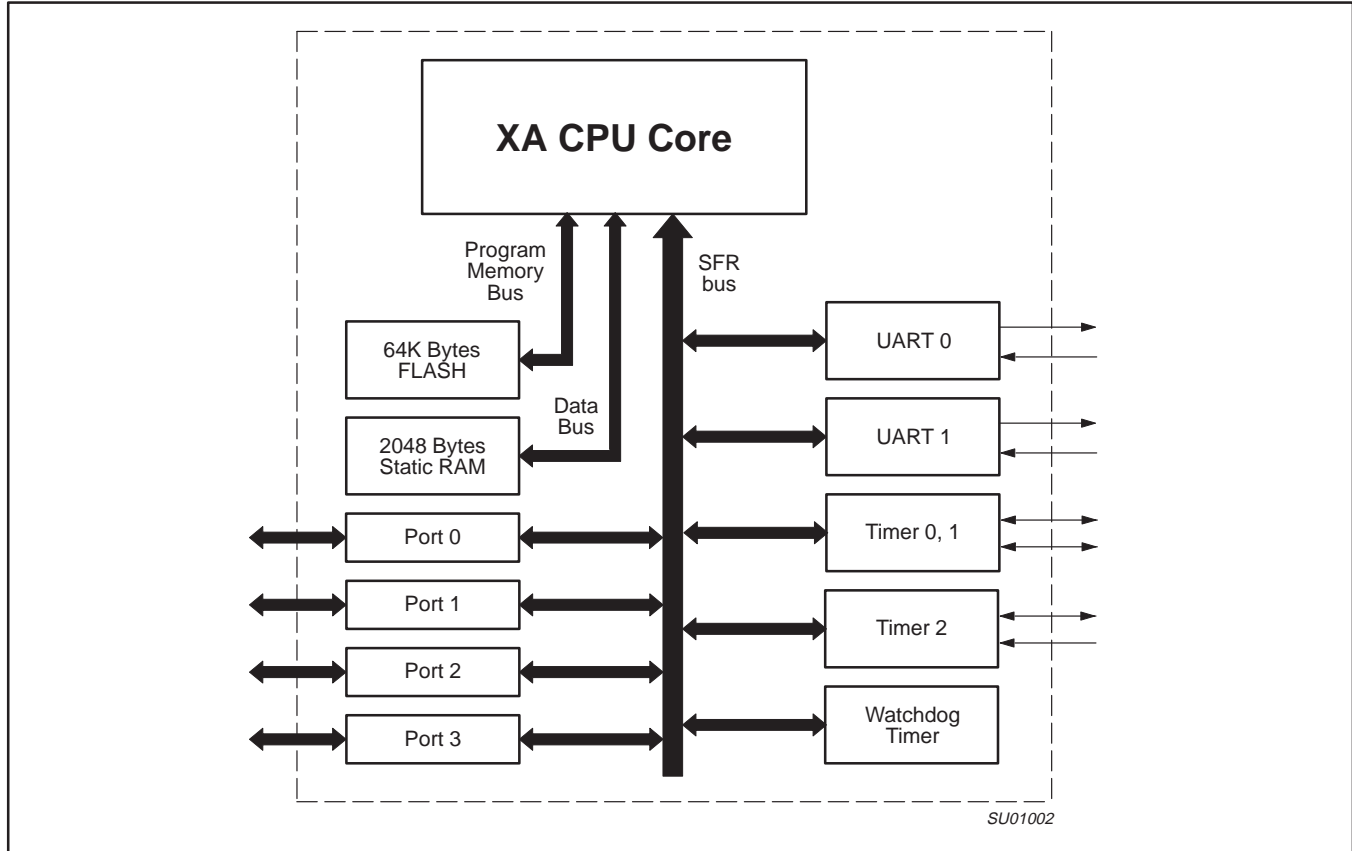 XA CPU Core
Program
Memory
Bus
SFR
bus
64K Bytes
FLASH
Data
Bus
2048 Bytes
Static RAM
Port 0
Port 1
Port 2
Port 3
UART 0
UART 1
Timer 0, 1
Timer 2
Watchdog
Timer
SU01002